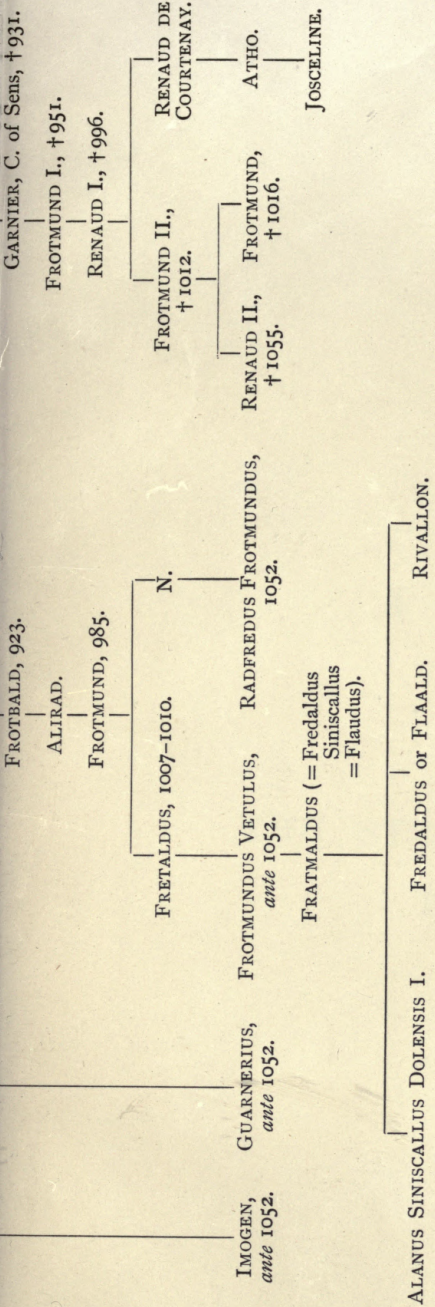 GARNIER, C. of Sens, †931.
FROTMUND I., †951.
RENAUD I., †996.
FROTMUND II.,
†1012.
RENAUD DE
COURTENAY.
RENAUD II.,
†1055.
FROTMUND,
†1016.
ATHO.
JOSCELINE.
FROTBALD, 923.
ALIRAD.
FROTMUND, 985.
FRETALDUS, 1007–1010.
N.
IMOGEN,
ante 1052.
GUARNERIUS,
ante 1052.
FROTMUNDUS VETULUS,
ante 1052.
RADFREDUS FROTMUNDUS,
1052.
FRATMALDUS (= Fredaldus
Siniscallus
= Flaudus).
ALANUS SINISCALLUS DOLENSIS I.
FREDALDUS or FLAALD.
RIVALLON.